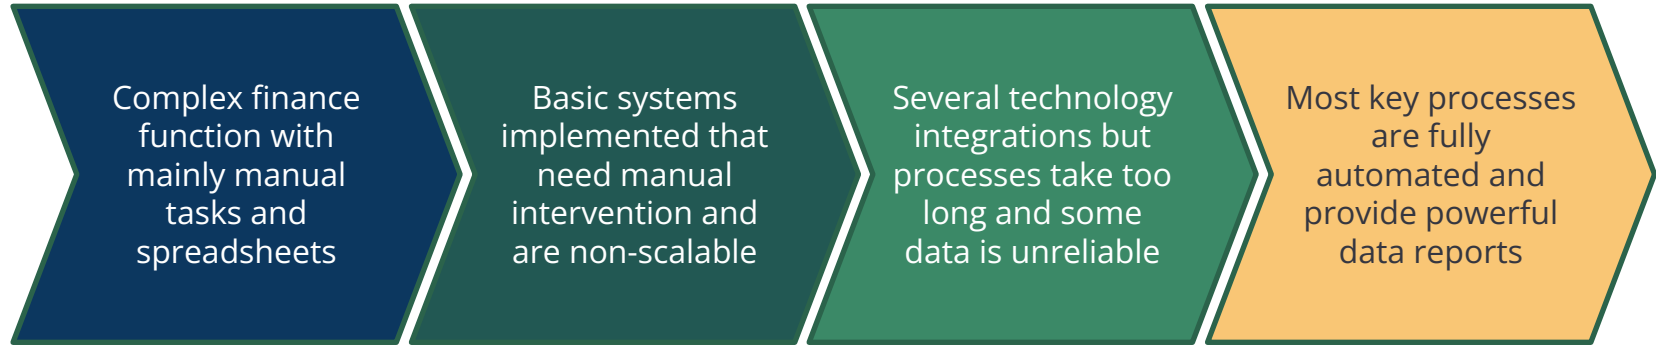 Complex finance
function with
mainly manual
tasks and
spreadsheets
Basic systems
implemented that
need manual
intervention and
are non-scalable
Several technology
integrations but
processes take too
long and some
data is unreliable
Most key processes
are fully
automated and
provide powerful
data reports